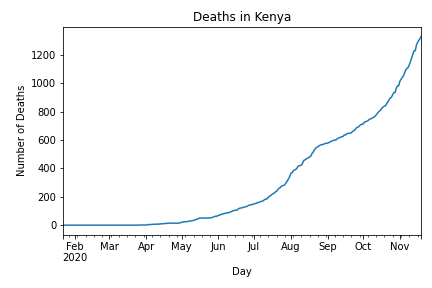 Deaths in Kenya
Number of Deaths
1200
1000
800
600
400
200
0
Feb Mar Apr May Jun Jul Aug Sep Oct Nov
2020
Day